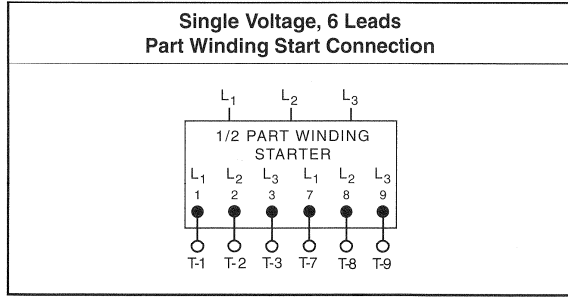 Single Voltage, 6 Leads
Part Winding Start Connection
L1 L2 L3
1/2 PART WINDING
STARTER
L1 L2 L3 L1 L2 L3
1 2 3 7 8 9
T-1 T-2 T-3 T-7 T-8 T-9